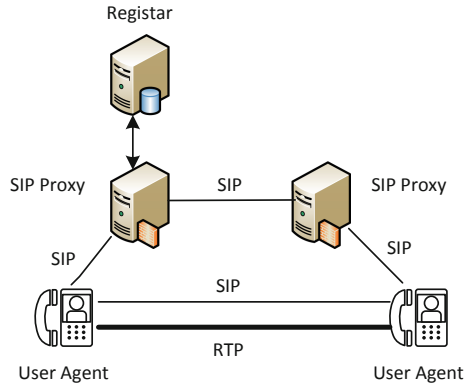 Registar
SIP Proxy
SIP
SIP Proxy
SIP
SIP
SIP
RTP
User Agent
User Agent